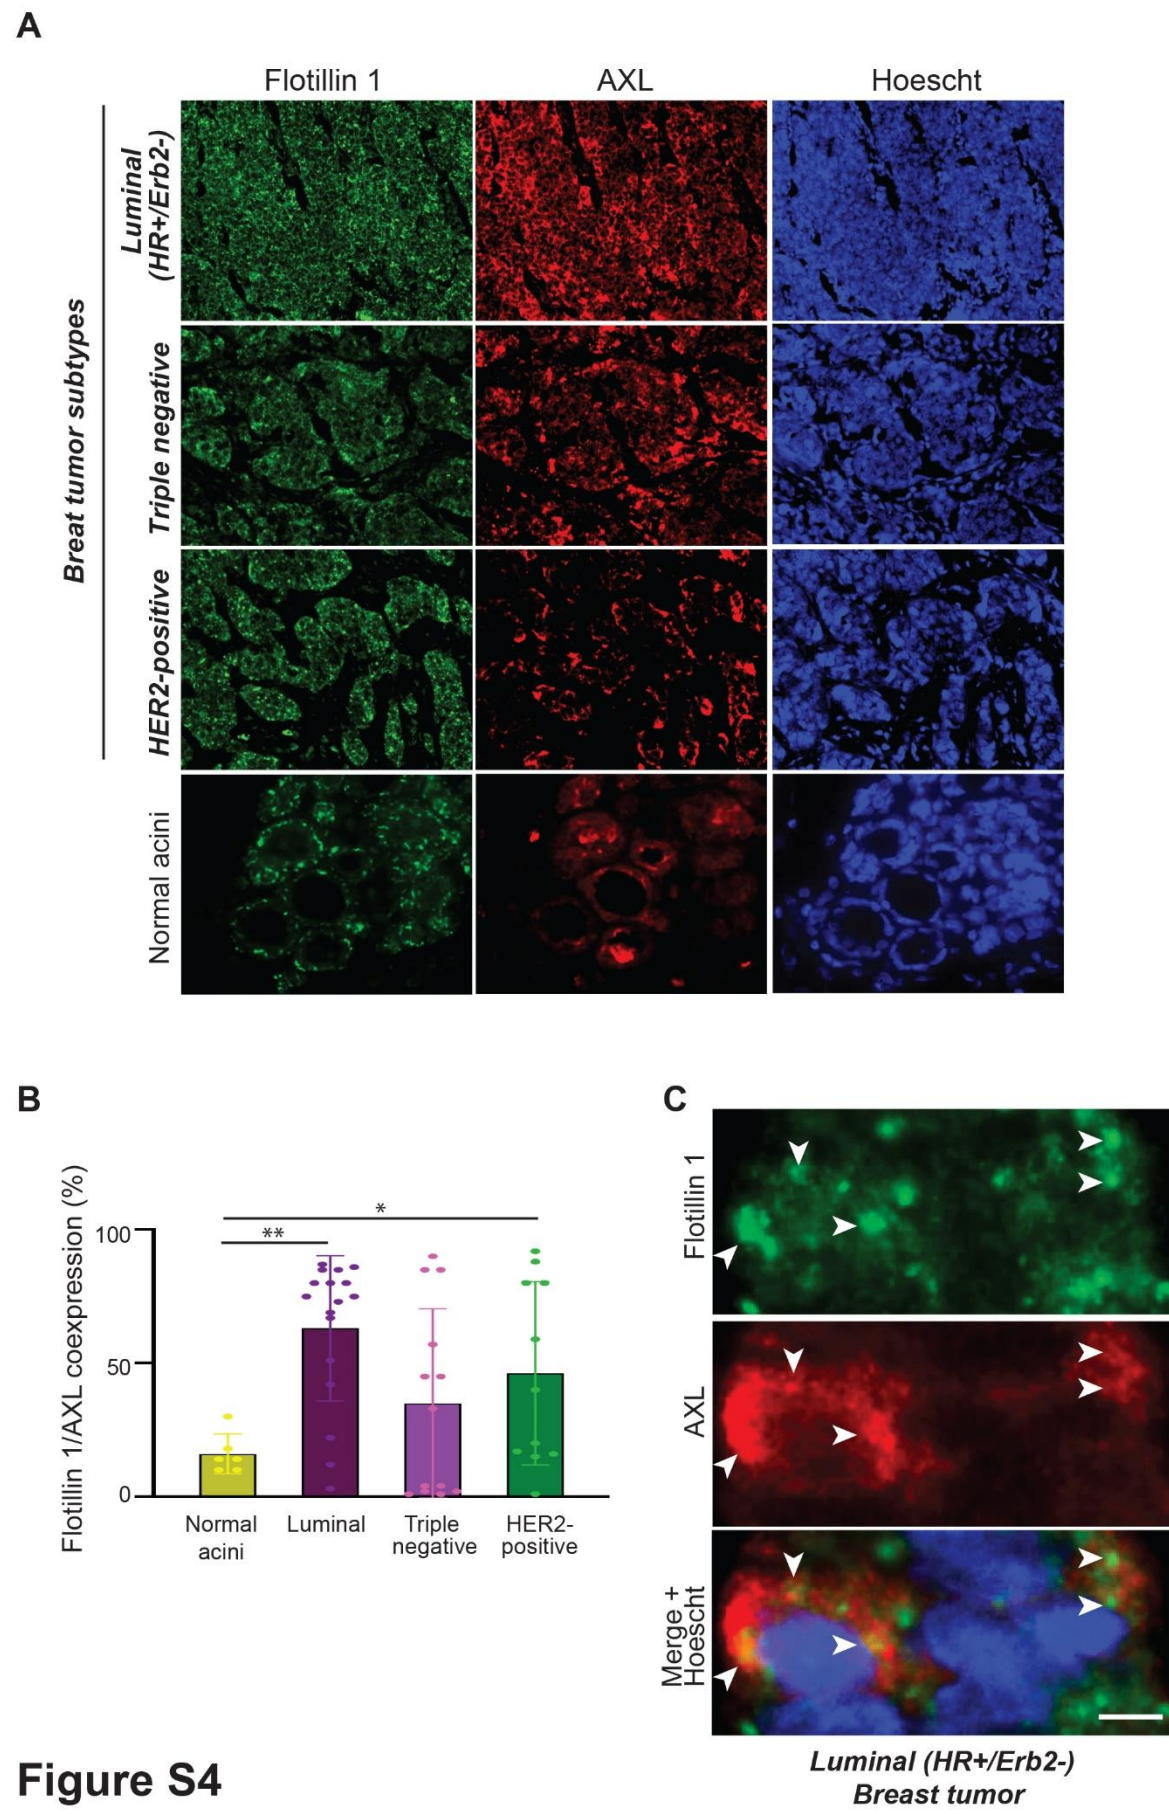 A
Flotillin 1
AXL
Hoescht
Breat tumor subtypes
Luminal
(HR+/Erb2-)
Triple negative
HER2-positive
Normal acini
B
Flotillin 1/AXL coexpression (%)
100
50
0
**
*
Normal
acini
Luminal
Triple
negative
HER2-
positive
C
Flotillin 1
AXL
Merge +
Hoescht
Luminal (HR+/Erb2-)
Breast tumor
Figure S4